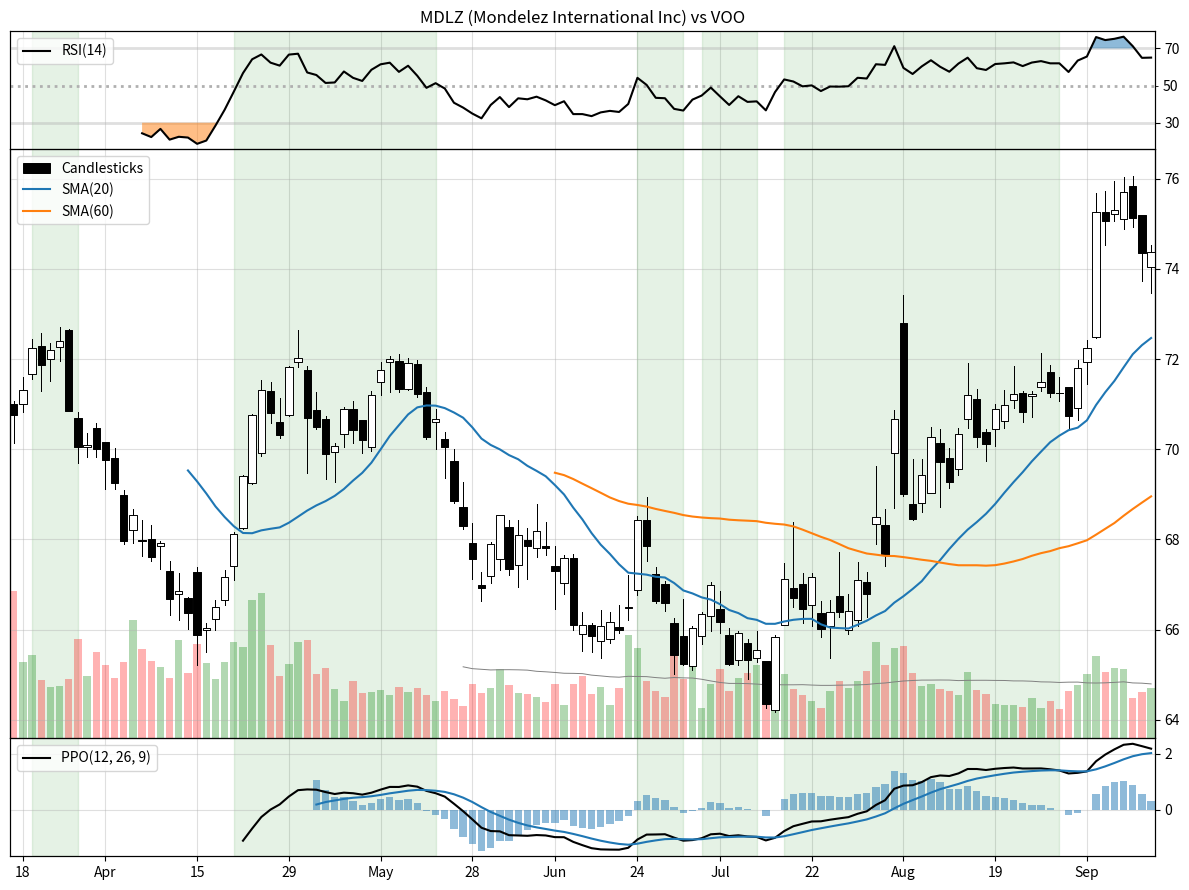 MDLZ (Mondelez International Inc) vs VOO
RSI(14)
70
50
30
Candlesticks
SMA(20)
SMA(60)
76
74
72
70
68
66
64
PPO(12, 26, 9)
2
0
18 Apr 15 29 May 28 Jun 24 Jul 22 Aug 19 Sep